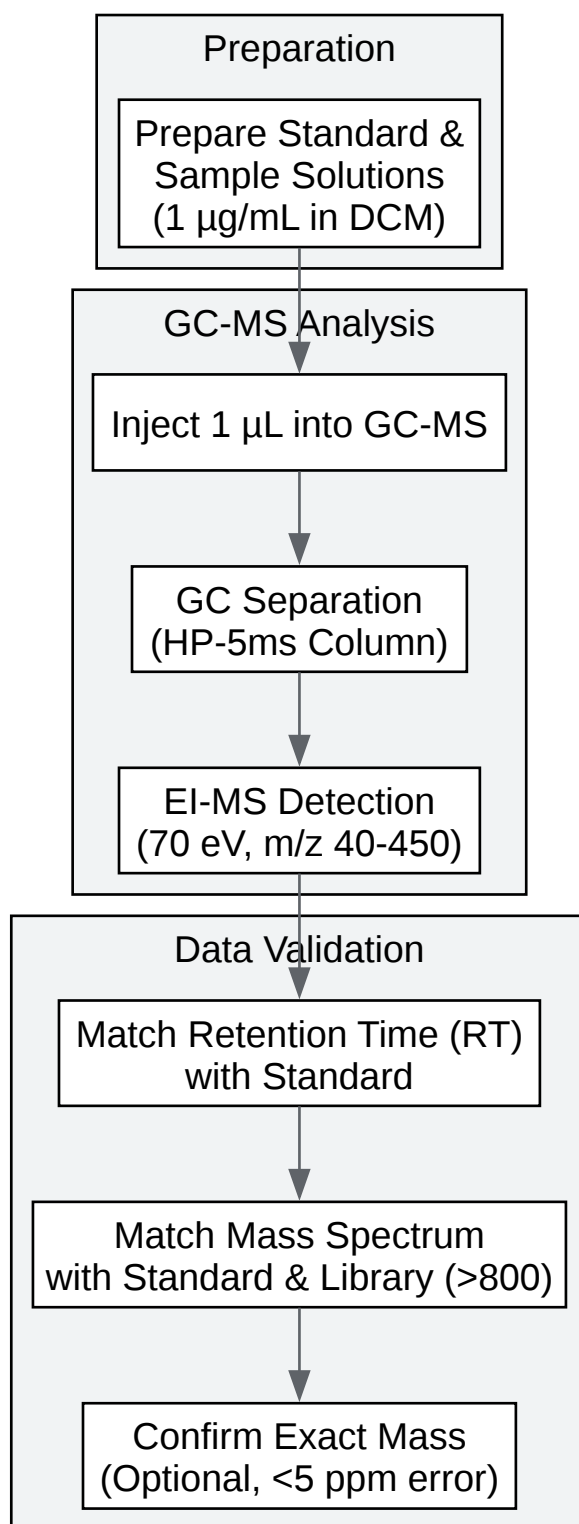 Preparation
Prepare Standard &
Sample Solutions
(1 µg/mL in DCM)
GC-MS Analysis
Inject 1 µL into GC-MS
GC Separation
(HP-5ms Column)
EI-MS Detection
(70 eV, m/z 40-450)
Data Validation
Match Retention Time (RT)
with Standard
Match Mass Spectrum
with Standard & Library (>800)
Confirm Exact Mass
(Optional, <5 ppm error)